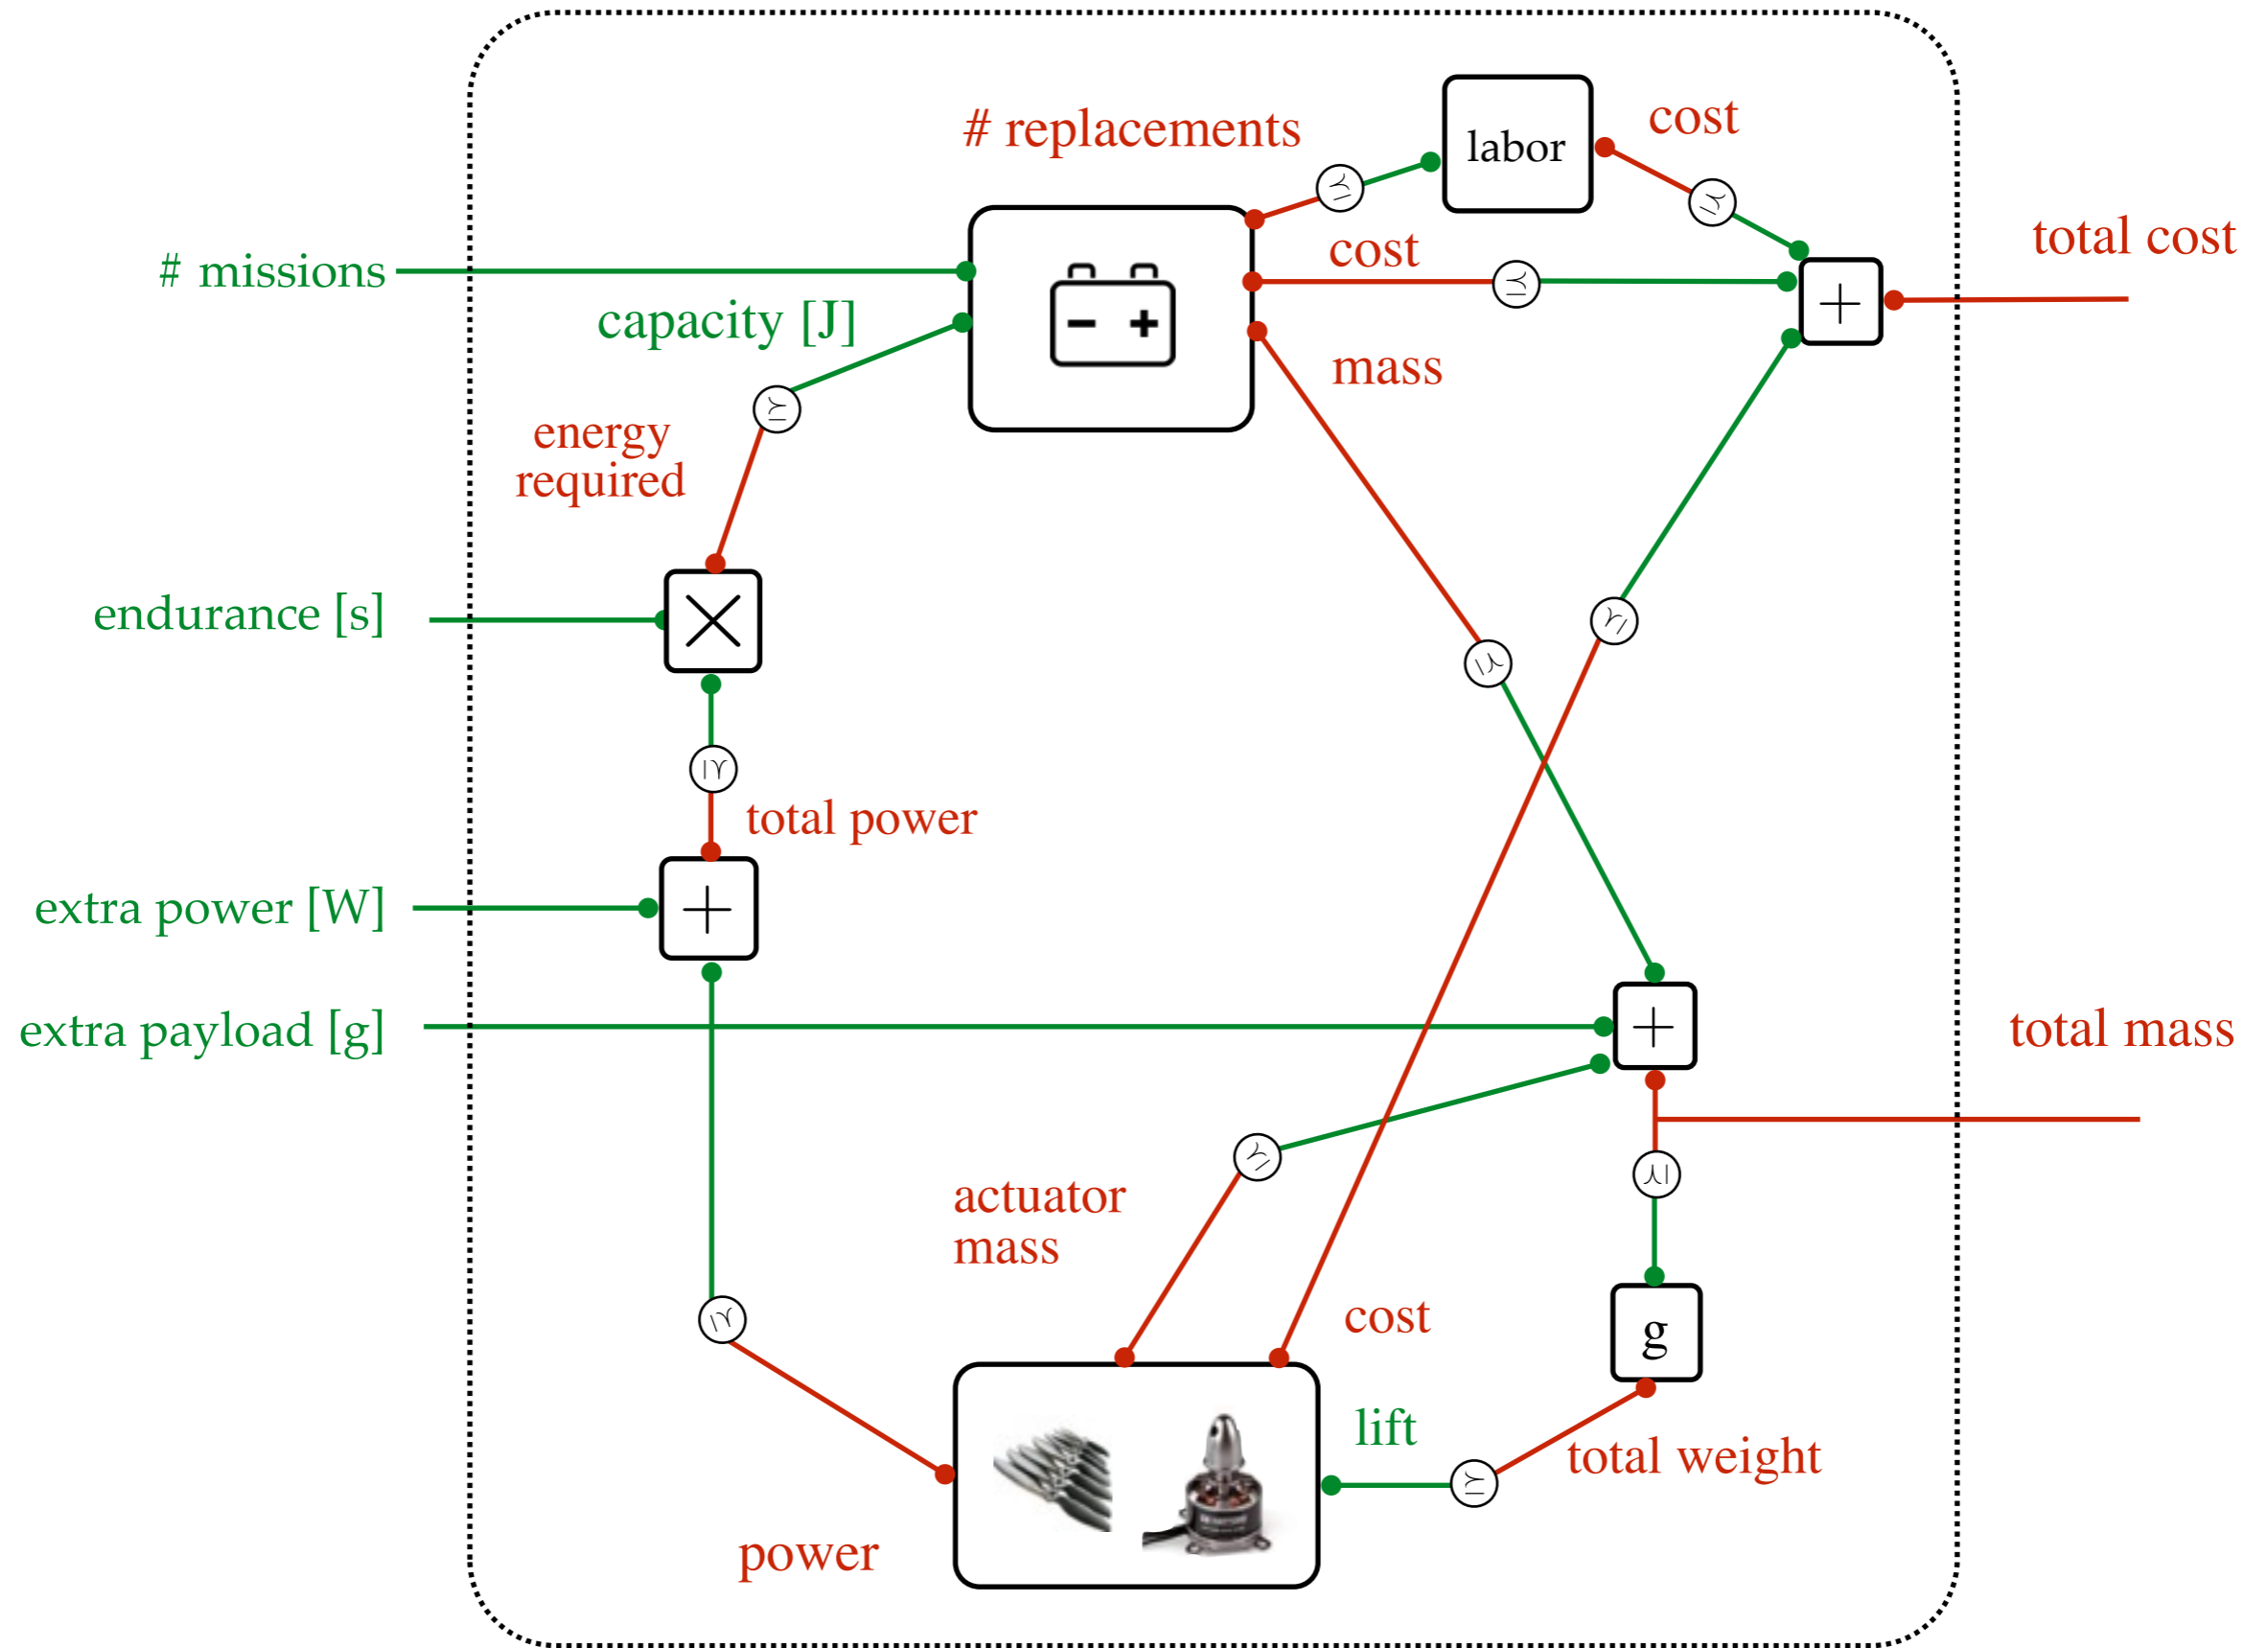 # replacements
labor
cost
total cost
# missions
cost
capacity [J]
− +
+
mass
energy
required
endurance [s]
×
total power
extra power [W]
+
extra payload [g]
+
total mass
actuator
mass
cost
g
lift
total weight
power